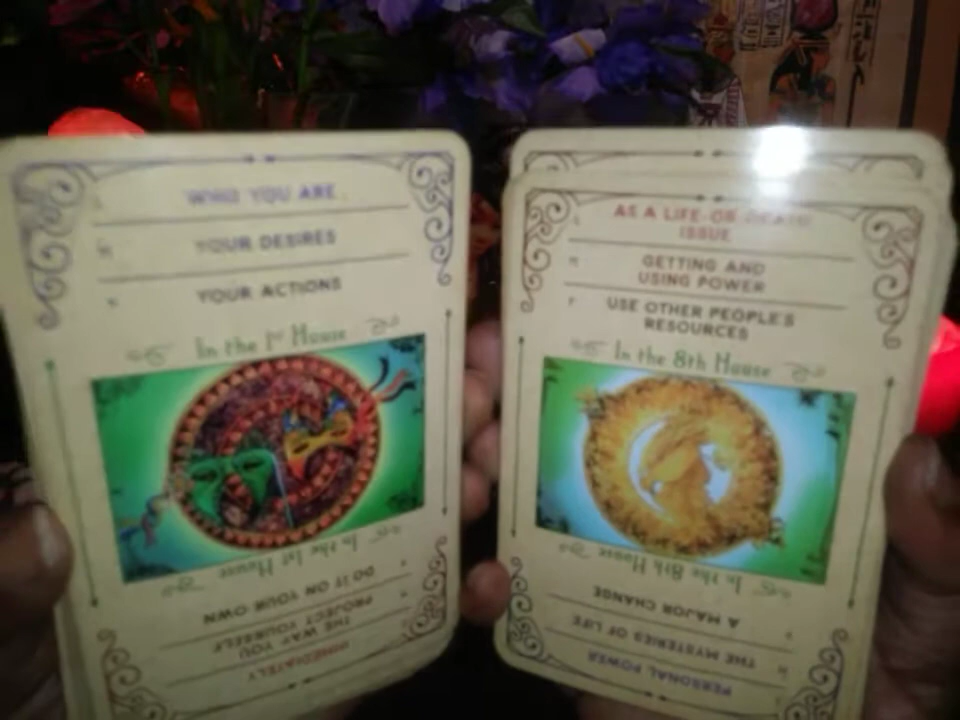 WHO YOU ARE
YOUR DESIRES
YOUR ACTIONS
In the 1st House
In the 1st House
DO IT ON YOUR OWN
THE WAY YOU
PROJECT YOURSELF
IMMEDIATELY
AS A LIFE-OR-DEATH
ISSUE
GETTING AND
USING POWER
USE OTHER PEOPLE'S
RESOURCES
In the 8th House
In the 8th House
A MAJOR CHANGE
THE MYSTERIES OF LIFE
PERSONAL POWER